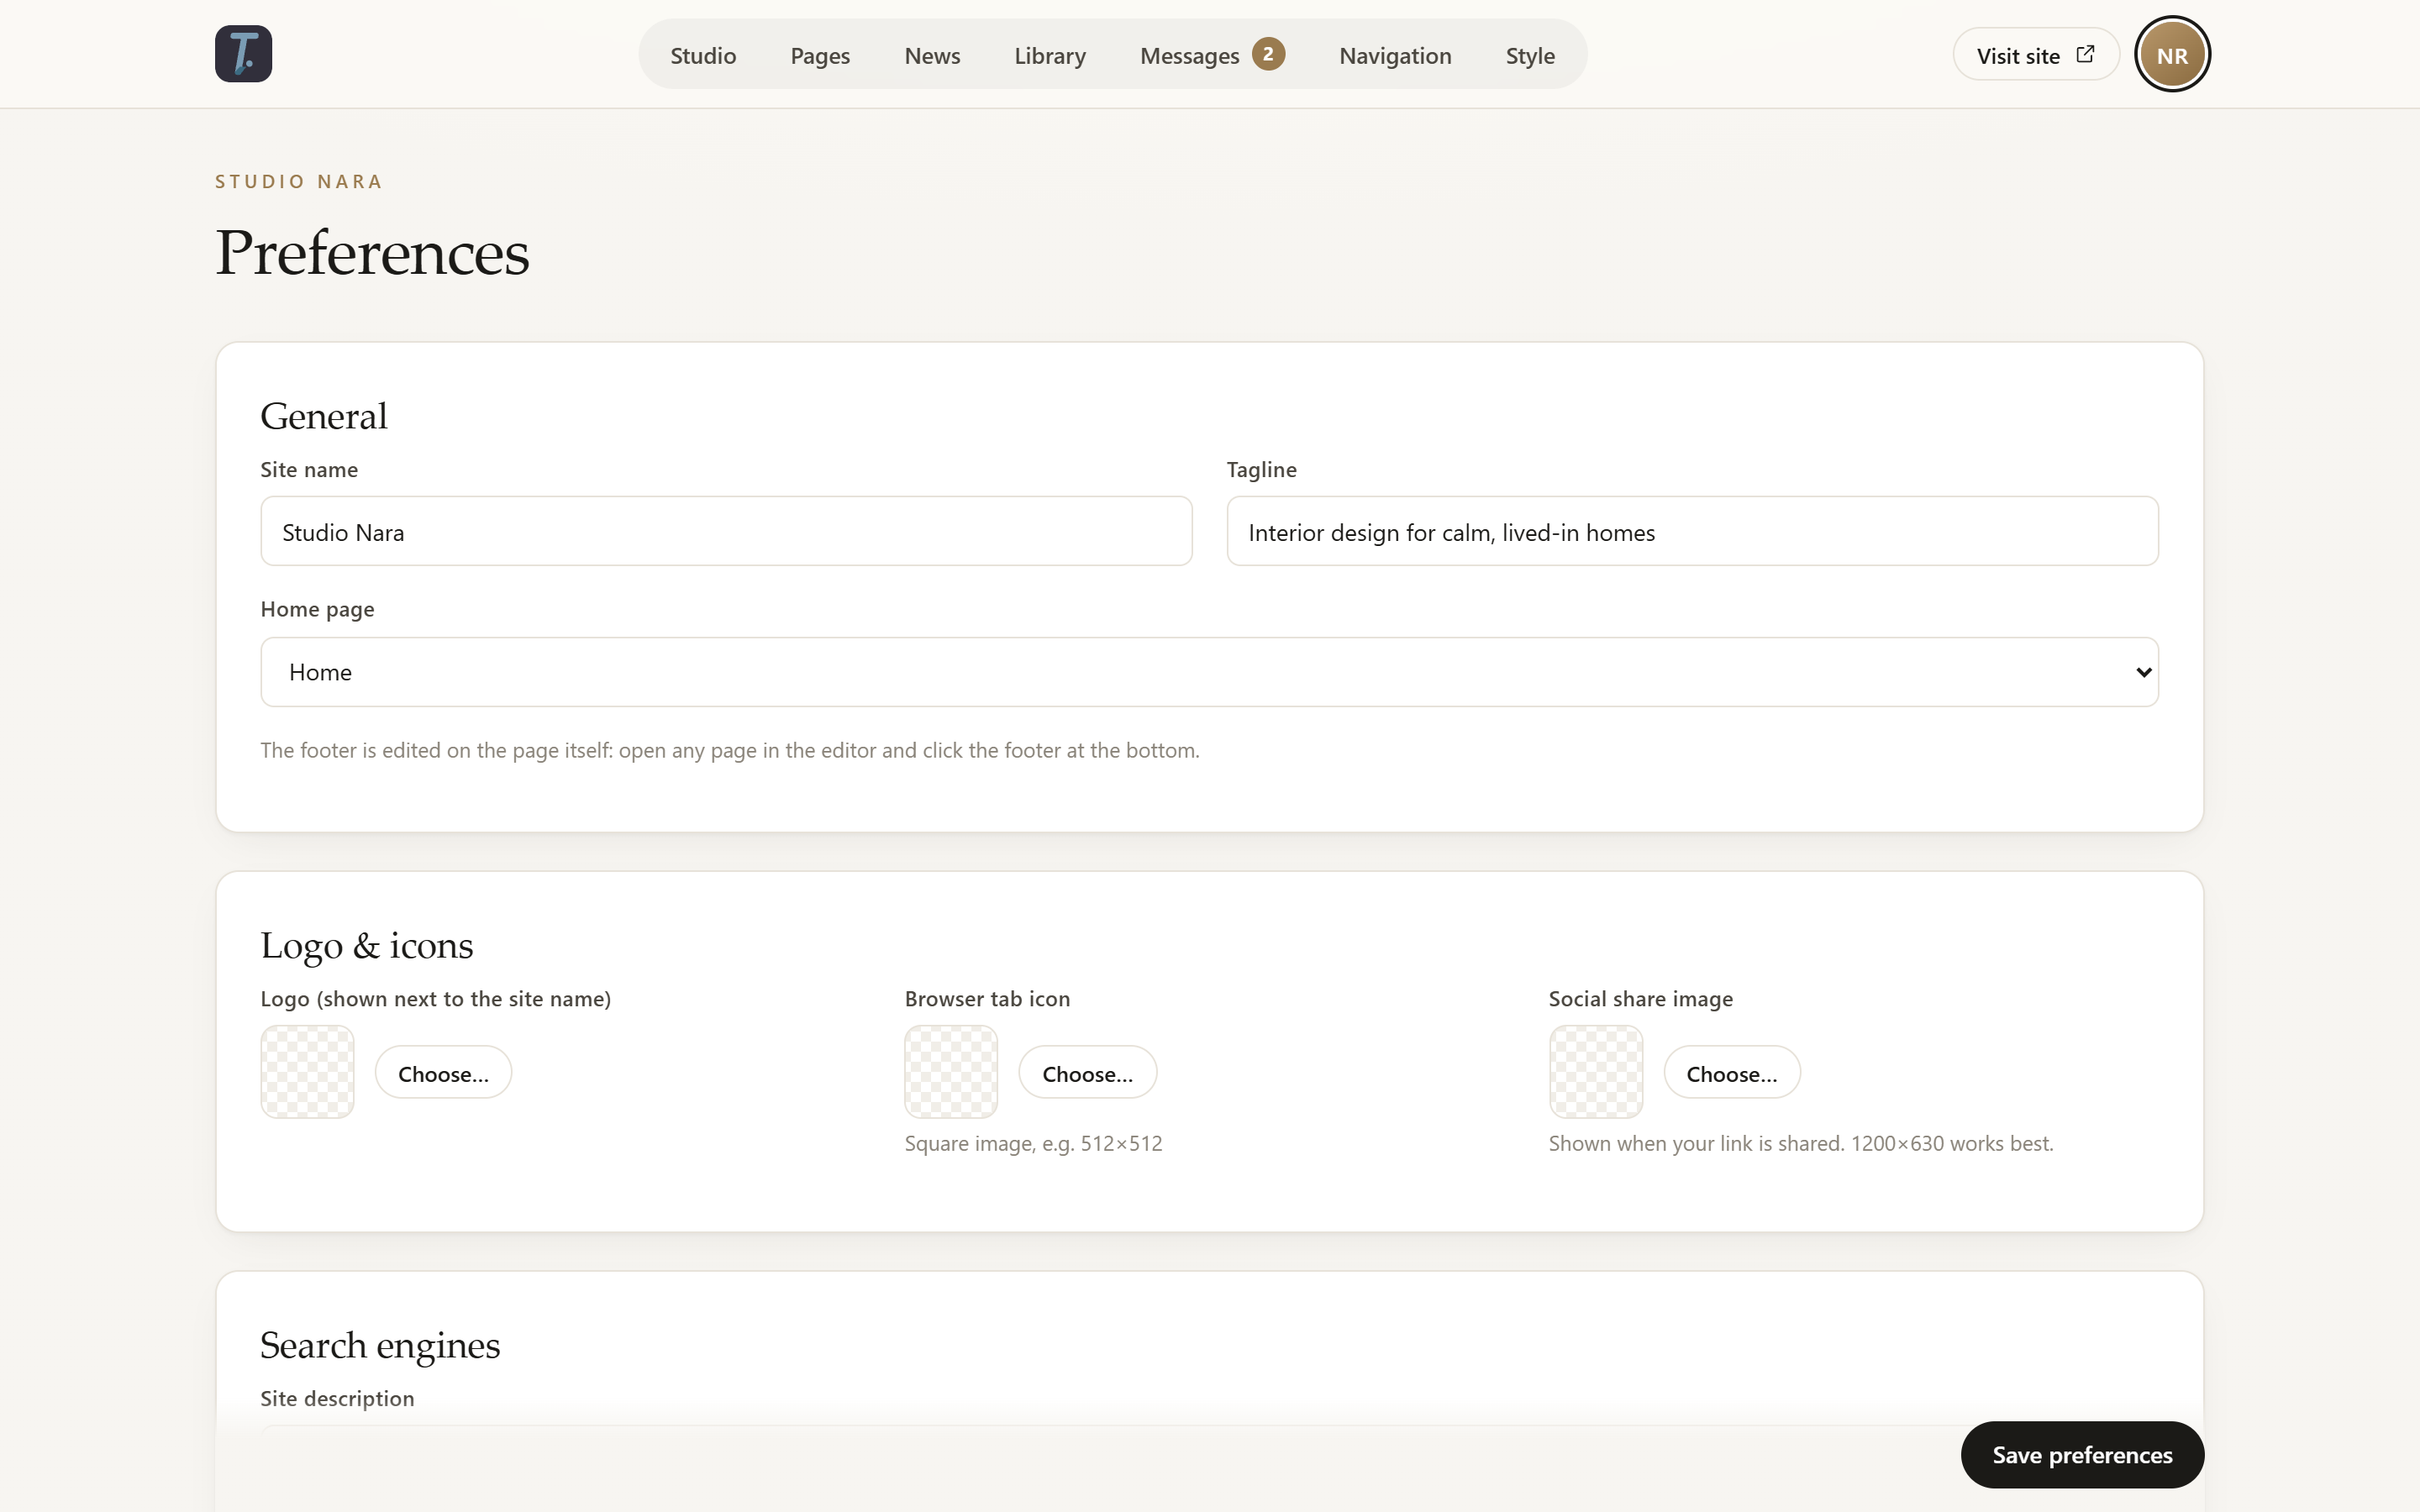 T.
Studio
Pages
News
Library
Messages 2
Navigation
Style
Visit site
NR
STUDIO NARA
Preferences
General
Site name
Tagline
Studio Nara
Interior design for calm, lived-in homes
Home page
Home
The footer is edited on the page itself: open any page in the editor and click the footer at the bottom.
Logo & icons
Logo (shown next to the site name)
Browser tab icon
Social share image
Choose...
Choose...
Choose...
Square image, e.g. 512×512
Shown when your link is shared. 1200×630 works best.
Search engines
Site description
Save preferences